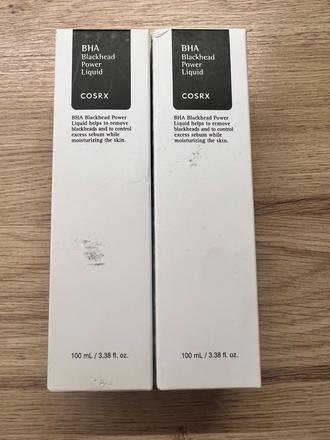 BHA
Blackhead
Power
Liquid
COSRX
BHA Blackhead Power
Liquid helps to remove
blackheads and to control
excess sebum while
moisturizing the skin.
100 mL / 3.38 fl. oz.
BHA
Blackhead
Power
Liquid
COSRX
BHA Blackhead Power
Liquid helps to remove
blackheads and to control
excess sebum while
moisturizing the skin.
100 mL / 3.38 fl. oz.